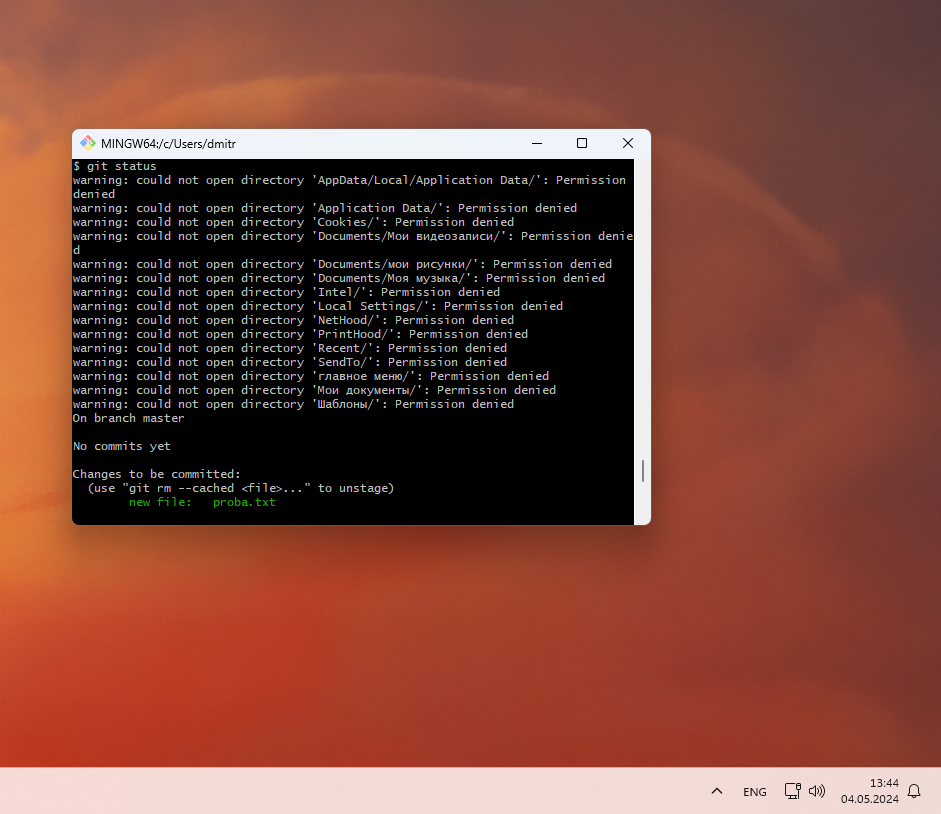 MINGW64:/c/Users/dmitr
$ git status
warning: could not open directory 'AppData/Local/Application Data/': Permission
denied
warning: could not open directory 'Application Data/': Permission denied
warning: could not open directory 'Cookies/': Permission denied
warning: could not open directory 'Documents/Мои видеозаписи/': Permission denie
d
warning: could not open directory 'Documents/мои рисунки/': Permission denied
warning: could not open directory 'Documents/Моя музыка/': Permission denied
warning: could not open directory 'Intel/': Permission denied
warning: could not open directory 'Local Settings/': Permission denied
warning: could not open directory 'NetHood/': Permission denied
warning: could not open directory 'PrintHood/': Permission denied
warning: could not open directory 'Recent/': Permission denied
warning: could not open directory 'SendTo/': Permission denied
warning: could not open directory 'главное меню/': Permission denied
warning: could not open directory 'Мои документы/': Permission denied
warning: could not open directory 'Шаблоны/': Permission denied
On branch master
No commits yet
Changes to be committed:
(use "git rm --cached <file>..." to unstage)
new file: proba.txt
ENG
13:44
04.05.2024